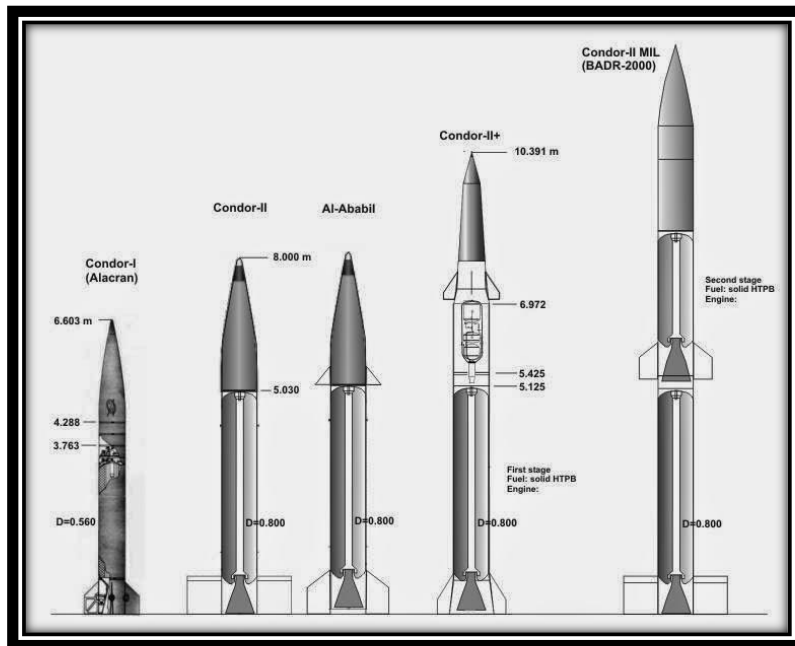 Condor-I
(Alacran)
6.603 m
4.288
3.763
D=0.560
Condor-II
8.000 m
5.030
D=0.800
Al-Ababil
D=0.800
Condor-II+
10.391 m
6.972
5.425
5.125
First stage
Fuel: solid HTPB
Engine:
D=0.800
Condor-II MIL
(BADR-2000)
Second stage
Fuel: solid HTPB
Engine:
D=0.800